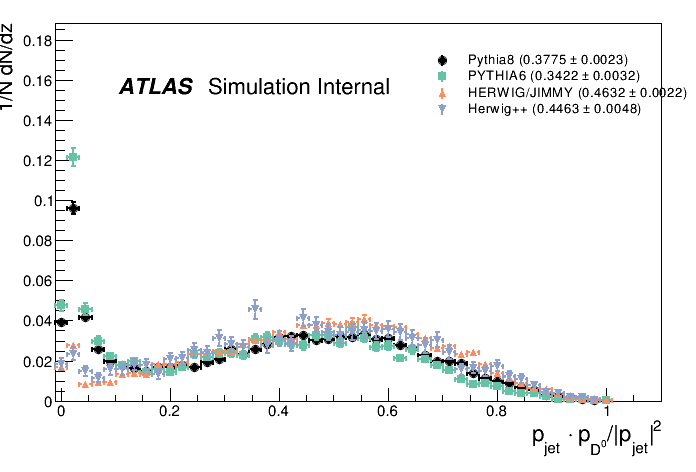 1/N dN/dz
0.18
0.16
0.14
0.12
0.1
0.08
0.06
0.04
0.02
0
ATLAS Simulation Internal
Pythia8 (0.3775 ± 0.0023)
PYTHIA6 (0.3422 ± 0.0032)
HERWIG/JIMMY (0.4632 ± 0.0022)
Herwig++ (0.4463 ± 0.0048)
0 0.2 0.4 0.6 0.8 1
p_jet · p_D⁰/|p_jet|²